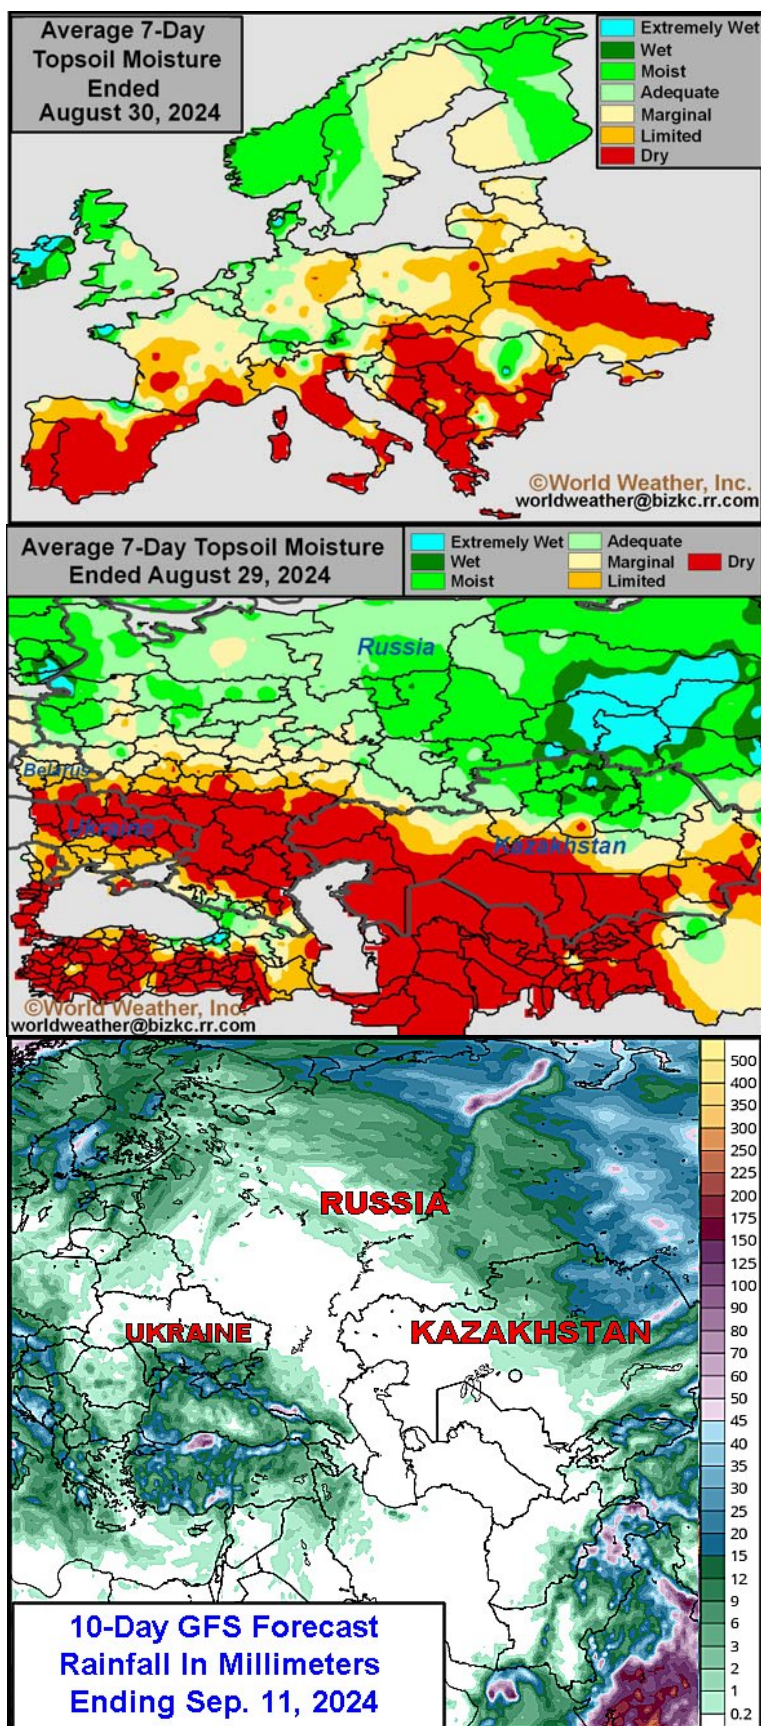 Average 7-Day
Topsoil Moisture
Ended
August 30, 2024
Extremely Wet
Wet
Moist
Adequate
Marginal
Limited
Dry
©World Weather, Inc.
worldweather@bizkc.rr.com
Average 7-Day Topsoil Moisture
Ended August 29, 2024
Extremely Wet
Wet
Moist
Adequate
Marginal
Limited
Dry
Russia
Belarus
Ukraine
Kazakhstan
©World Weather, Inc.
worldweather@bizkc.rr.com
RUSSIA
UKRAINE
KAZAKHSTAN
500
400
350
300
250
225
200
175
150
125
100
90
80
70
60
50
45
40
35
30
25
20
15
12
9
6
3
2
1
0.2
10-Day GFS Forecast
Rainfall In Millimeters
Ending Sep. 11, 2024